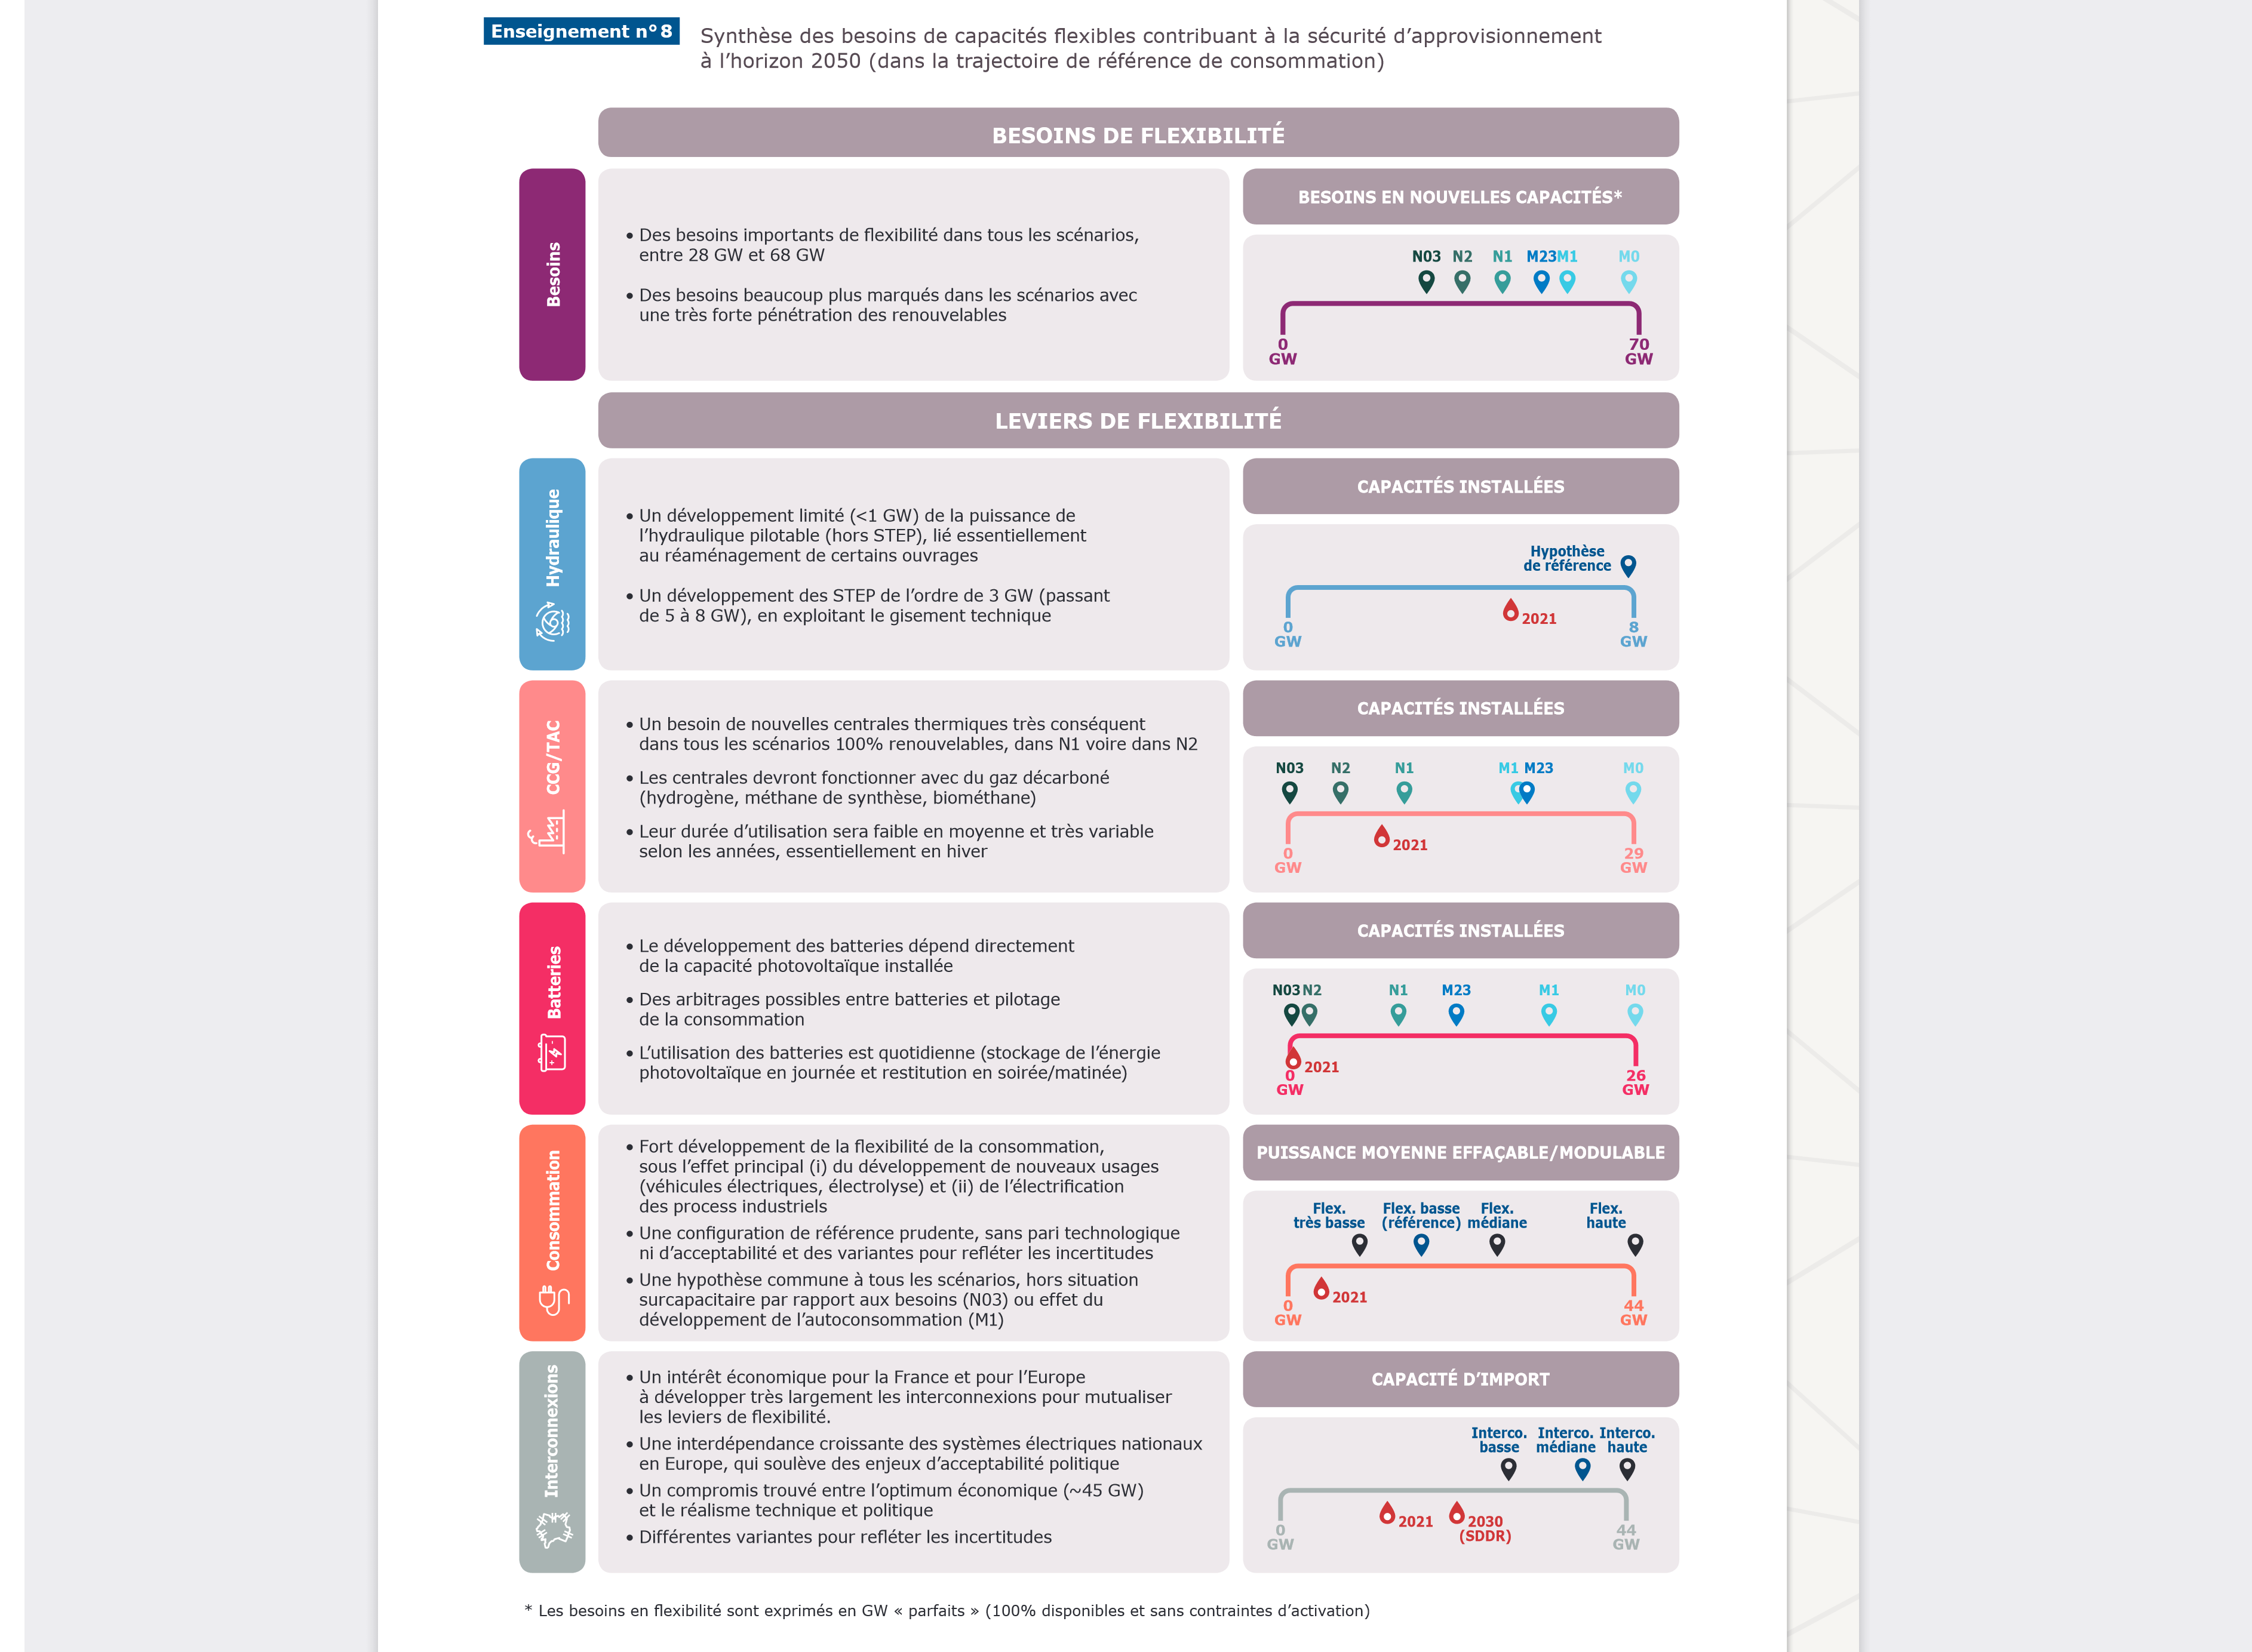 Enseignement n° 8
Synthèse des besoins de capacités flexibles contribuant à la sécurité d’approvisionnement
à l’horizon 2050 (dans la trajectoire de référence de consommation)
BESOINS DE FLEXIBILITÉ
Besoins
• Des besoins importants de flexibilité dans tous les scénarios,
entre 28 GW et 68 GW
• Des besoins beaucoup plus marqués dans les scénarios avec
une très forte pénétration des renouvelables
BESOINS EN NOUVELLES CAPACITÉS*
N03 N2 N1 M23 M1 M0
0 70
GW GW
LEVIERS DE FLEXIBILITÉ
Hydraulique
• Un développement limité (<1 GW) de la puissance de
l’hydraulique pilotable (hors STEP), lié essentiellement
au réaménagement de certains ouvrages
• Un développement des STEP de l’ordre de 3 GW (passant
de 5 à 8 GW), en exploitant le gisement technique
CAPACITÉS INSTALLÉES
Hypothèse
de référence
2021
0 8
GW GW
CCG/TAC
• Un besoin de nouvelles centrales thermiques très conséquent
dans tous les scénarios 100% renouvelables, dans N1 voire dans N2
• Les centrales devront fonctionner avec du gaz décarboné
(hydrogène, méthane de synthèse, biométhane)
• Leur durée d’utilisation sera faible en moyenne et très variable
selon les années, essentiellement en hiver
CAPACITÉS INSTALLÉES
N03 N2 N1 M1 M23 M0
2021
0 29
GW GW
Batteries
• Le développement des batteries dépend directement
de la capacité photovoltaïque installée
• Des arbitrages possibles entre batteries et pilotage
de la consommation
• L’utilisation des batteries est quotidienne (stockage de l’énergie
photovoltaïque en journée et restitution en soirée/matinée)
CAPACITÉS INSTALLÉES
N03 N2 N1 M23 M1 M0
2021
0 26
GW GW
Consommation
• Fort développement de la flexibilité de la consommation,
sous l’effet principal (i) du développement de nouveaux usages
(véhicules électriques, électrolyse) et (ii) de l’électrification
des process industriels
• Une configuration de référence prudente, sans pari technologique
ni d’acceptabilité et des variantes pour refléter les incertitudes
• Une hypothèse commune à tous les scénarios, hors situation
surcapacitaire par rapport aux besoins (N03) ou effet du
développement de l’autoconsommation (M1)
PUISSANCE MOYENNE EFFAÇABLE/MODULABLE
Flex. Flex. basse Flex. Flex.
très basse (référence) médiane haute
2021
0 44
GW GW
Interconnexions
• Un intérêt économique pour la France et pour l’Europe
à développer très largement les interconnexions pour mutualiser
les leviers de flexibilité.
• Une interdépendance croissante des systèmes électriques nationaux
en Europe, qui soulève des enjeux d’acceptabilité politique
• Un compromis trouvé entre l’optimum économique (~45 GW)
et le réalisme technique et politique
• Différentes variantes pour refléter les incertitudes
CAPACITÉ D’IMPORT
Interco. Interco. Interco.
basse médiane haute
2021 2030
(SDDR)
0 44
GW GW
* Les besoins en flexibilité sont exprimés en GW « parfaits » (100% disponibles et sans contraintes d’activation)